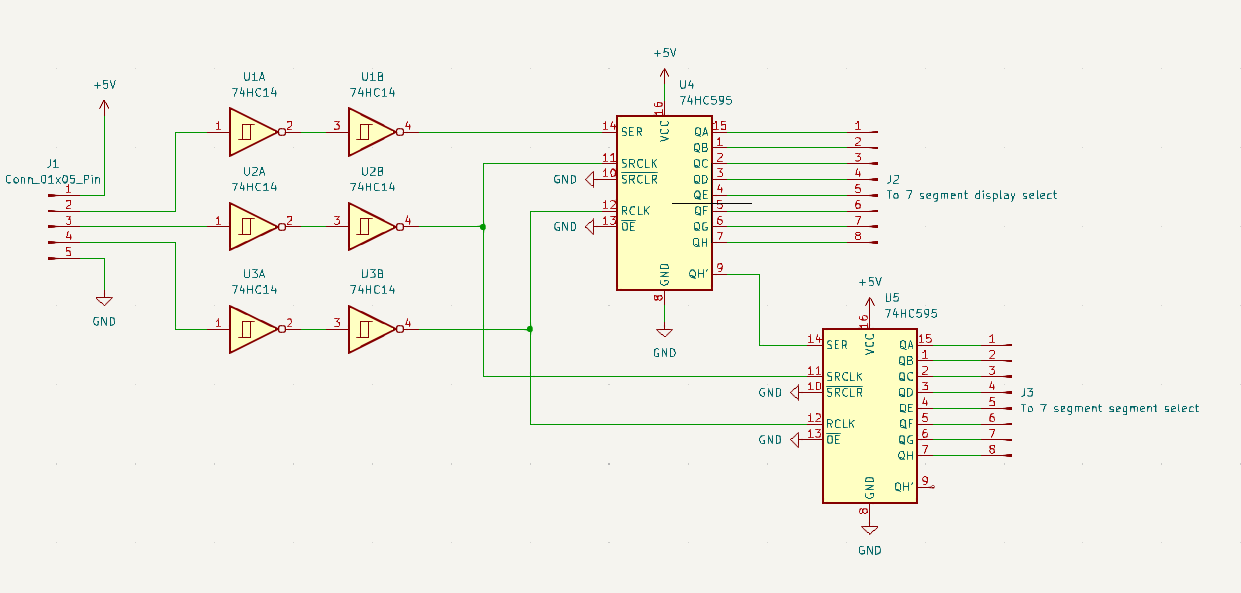 +5V
J1
Conn_01x05_Pin
1
2
3
4
5
GND
U1A
74HC14
1
2
U1B
74HC14
3
4
U2A
74HC14
1
2
U2B
74HC14
3
4
U3A
74HC14
1
2
U3B
74HC14
3
4
+5V
U4
74HC595
16
VCC
14 SER
11 SRCLK
GND 10 SRCLR
12 RCLK
GND 13 OE
QA 15
QB 1
QC 2
QD 3
QE 4
QF 5
QG 6
QH 7
QH' 9
GND
8
GND
1
2
3
4
5
6
7
8
J2
To 7 segment display select
+5V
U5
74HC595
16
VCC
14 SER
11 SRCLK
GND 10 SRCLR
12 RCLK
GND 13 OE
QA 15
QB 1
QC 2
QD 3
QE 4
QF 5
QG 6
QH 7
QH' 9
GND
8
GND
1
2
3
4
5
6
7
8
J3
To 7 segment segment select